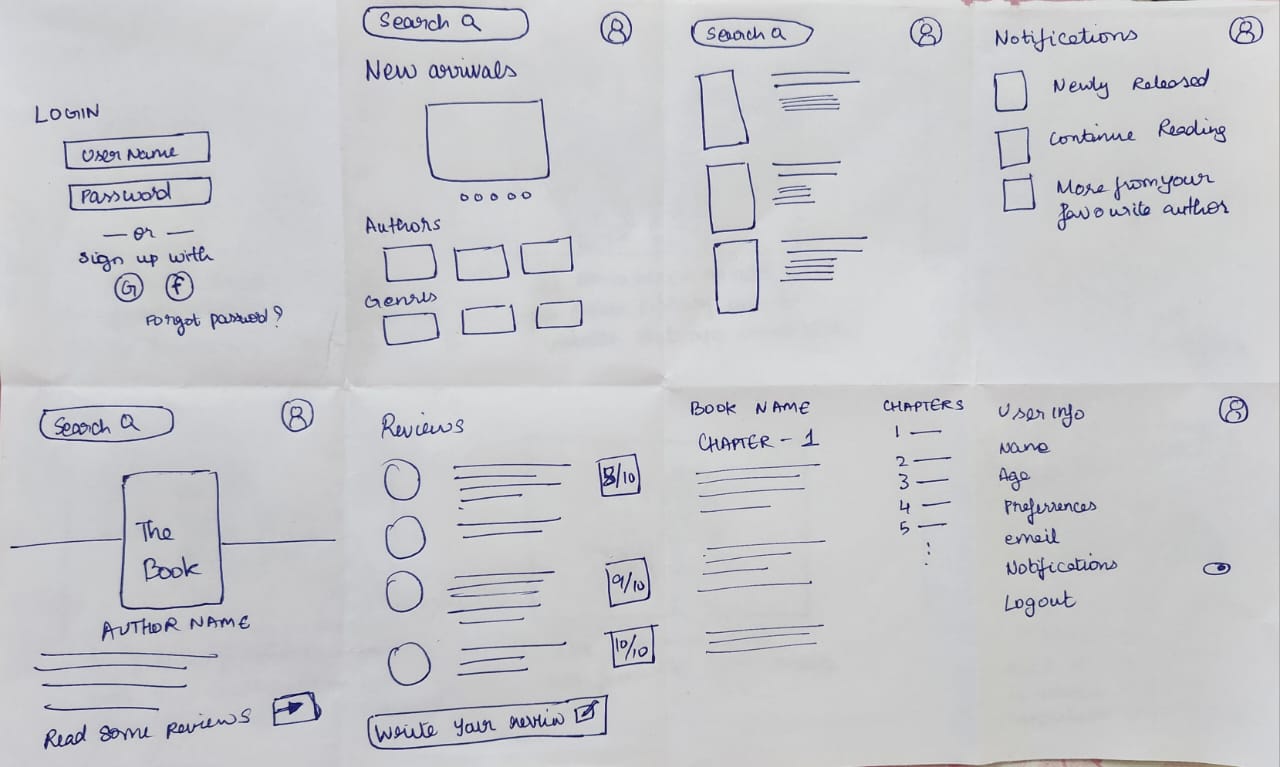 LOGIN
User Name
Password
— or —
Sign up with
G f
Forgot password?
Search
New arrivals
Authors
Genres
Search
Notifications
Newly Released
Continue Reading
More from your
favourite author
Search
The
Book
AUTHOR NAME
Read Some Reviews
Reviews
8/10
9/10
10/10
Write your review
BOOK NAME
CHAPTER - 1
CHAPTERS
1 —
2 —
3 —
4 —
5 —
User info
Name
Age
Preferrences
email
Notifications
Logout